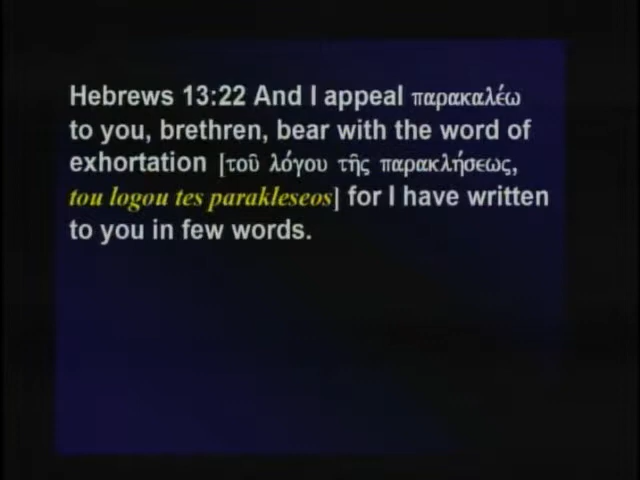 Hebrews 13:22 And I appeal παρακαλέω
to you, brethren, bear with the word of
exhortation [τοῦ λόγου τῆς παρακλήσεως,
tou logou tes parakleseos] for I have written
to you in few words.